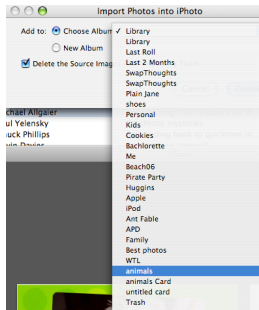 Import Photos into iPhoto
Add to: Choose Album
New Album
Delete the Source Imag
✓ Library
Library
Last Roll
Last 2 Months
SwapThoughts
SwapThoughts
Plain Jane
shoes
Personal
Kids
Cookies
Bachlorette
Me
Beach06
Pirate Party
Huggins
Apple
iPod
Ant Fable
APD
Family
Best photos
WTL
animals
animals Card
untitled card
Trash
chael Allgaier
ul Yelensky
uck Phillips
vin Davies